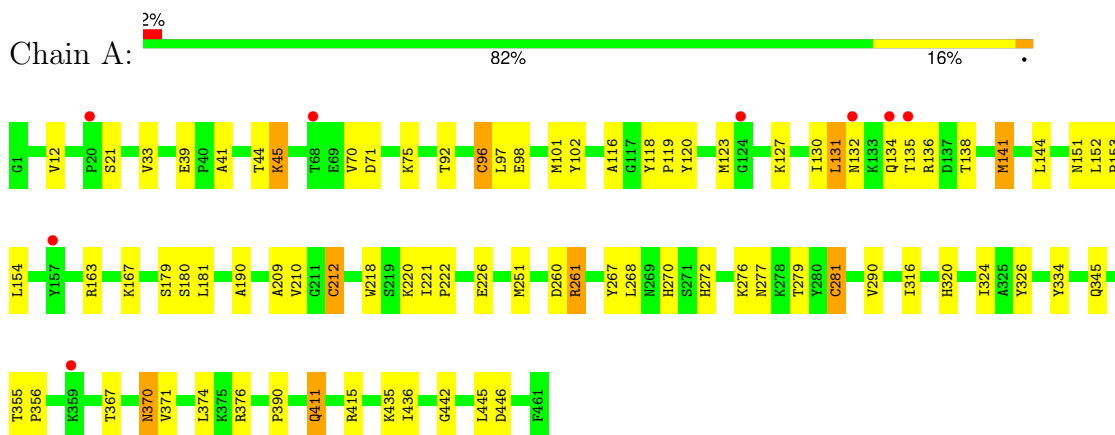 2%
Chain A:
82% 16% •
G1 V12 P20 S21 V33 E39 P40 A41 T44 K45 T68 E69 V70 D71 K75 T92 C96 L97 E98 M101 Y102 A116 G117 Y118 P119 Y120 M123 G124 K127 I130 L131 N132 K133 Q134 T135 R136 D137 T138 M141 L144 N151 L152 R153
L154 Y157 R163 K167 S179 S180 L181 A190 A209 V210 G211 C212 W218 S219 K220 I221 P222 E226 M251 D260 R261 Y267 L268 N269 H270 S271 H272 K276 N277 K278 T279 Y280 C281 V290 I316 H320 I324 A325 Y326 Y334 Q345
T355 P356 K359 T367 N370 V371 L374 K375 R376 P390 Q411 R415 K435 I436 G442 L445 D446 F461